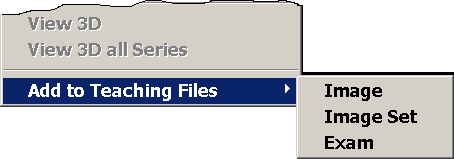 View 3D
View 3D all Series
Add to Teaching Files
Image
Image Set
Exam